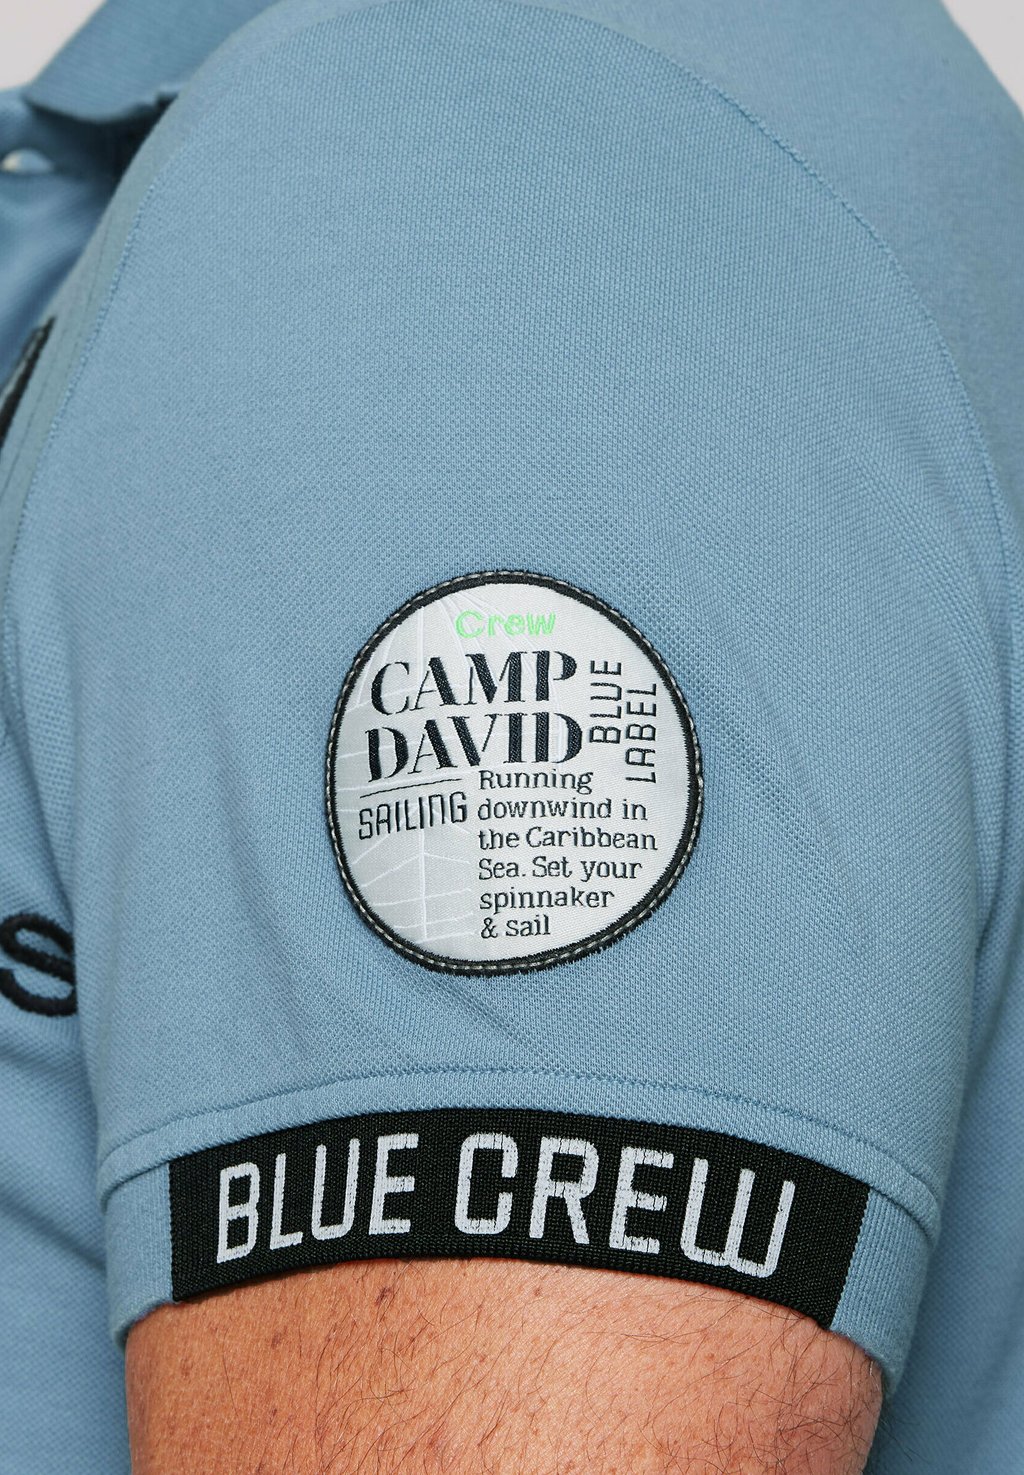 Crew
CAMP
DAVID
BLUE
LABEL
SAILING
Running
downwind in
the Caribbean
Sea. Set your
spinnaker
& sail
S
BLUE CREW